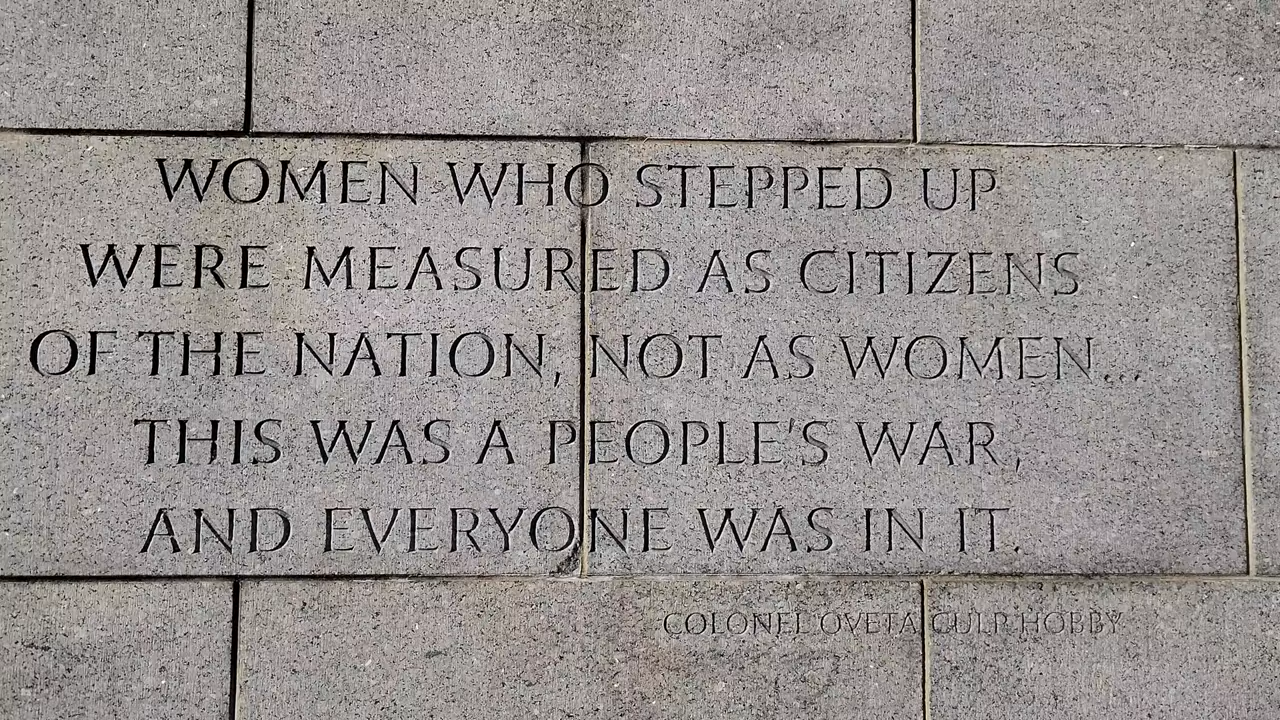 WOMEN WHO STEPPED UP
WERE MEASURED AS CITIZENS
OF THE NATION, NOT AS WOMEN...
THIS WAS A PEOPLE'S WAR,
AND EVERYONE WAS IN IT.
COLONEL OVETA CULP HOBBY